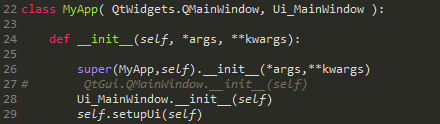 22 class MyApp( QtWidgets.QMainWindow, Ui_MainWindow ):
23
24     def __init__(self, *args, **kwargs):
25
26         super(MyApp,self).__init__(*args,**kwargs)
27 #       QtGui.QMainWindow.__init__(self)
28         Ui_MainWindow.__init__(self)
29         self.setupUi(self)